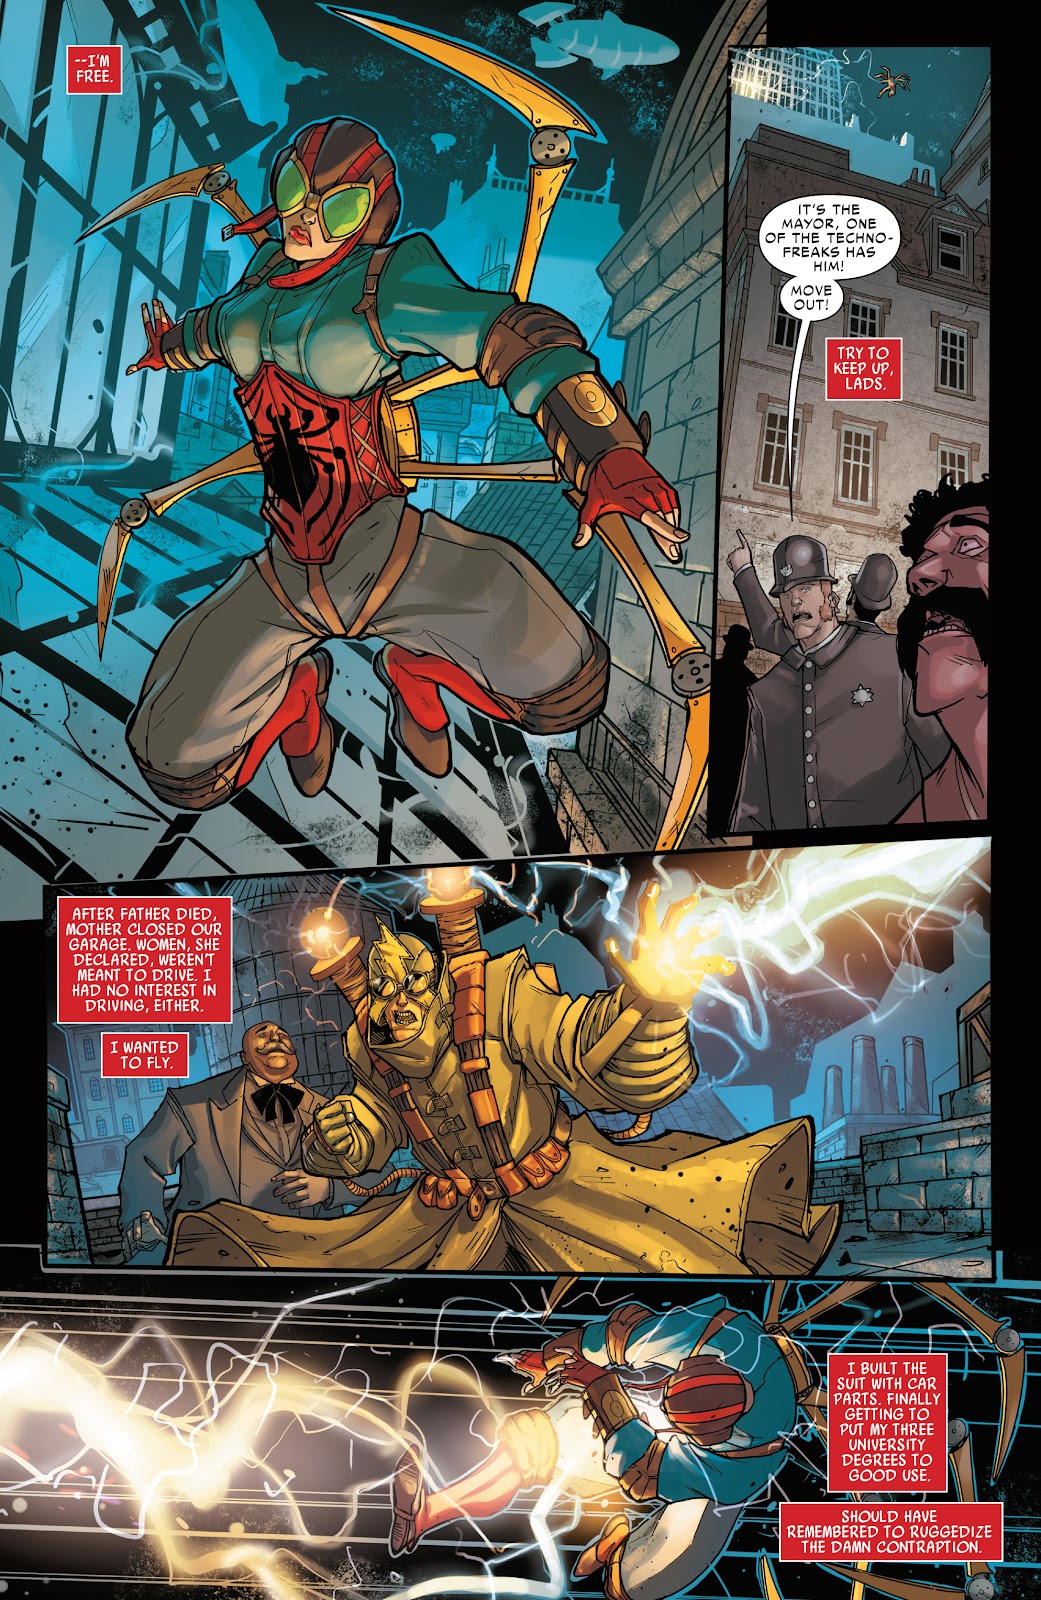 --I'M
FREE.
IT'S THE
MAYOR, ONE
OF THE TECHNO-
FREAKS HAS
HIM!
MOVE
OUT!
TRY TO
KEEP UP,
LADS.
AFTER FATHER DIED,
MOTHER CLOSED OUR
GARAGE. WOMEN, SHE
DECLARED, WEREN'T
MEANT TO DRIVE. I
HAD NO INTEREST IN
DRIVING, EITHER.
I WANTED
TO FLY.
I BUILT THE
SUIT WITH CAR
PARTS. FINALLY
GETTING TO
PUT MY THREE
UNIVERSITY
DEGREES TO
GOOD USE.
SHOULD HAVE
REMEMBERED TO RUGGEDIZE
THE DAMN CONTRAPTION.